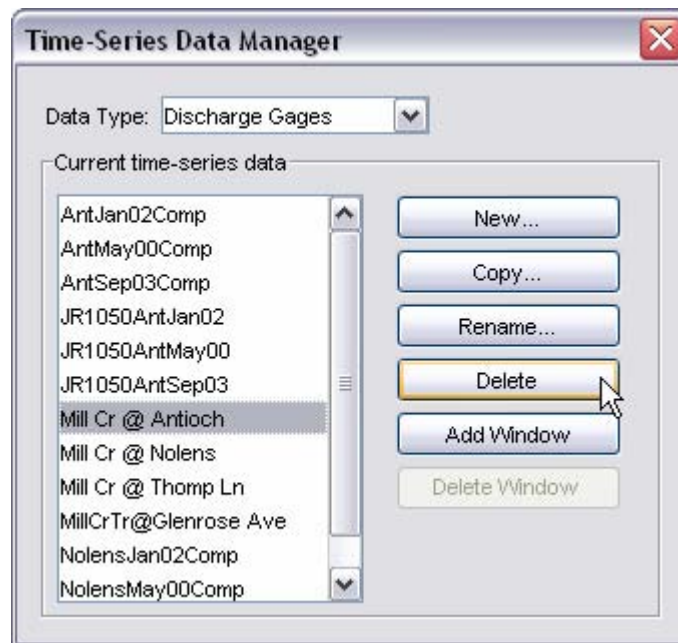 Time-Series Data Manager
Data Type: Discharge Gages
Current time-series data
AntJan02Comp
AntMay00Comp
AntSep03Comp
JR1050AntJan02
JR1050AntMay00
JR1050AntSep03
Mill Cr @ Antioch
Mill Cr @ Nolens
Mill Cr @ Thomp Ln
MillCrTr@Glenrose Ave
NolensJan02Comp
NolensMay00Comp
New...
Copy...
Rename...
Delete
Add Window
Delete Window